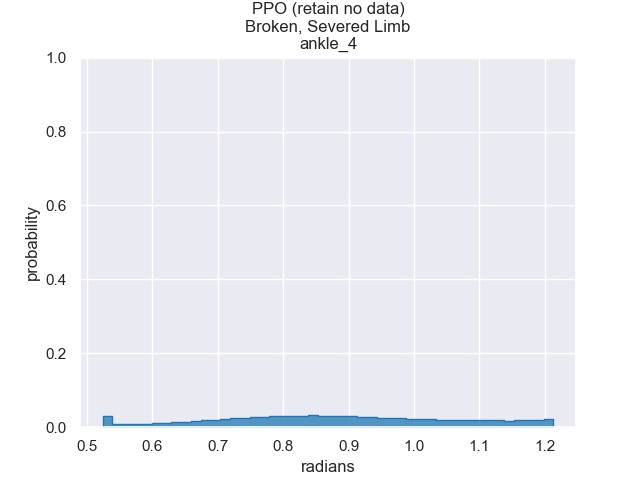 PPO (retain no data)
Broken, Severed Limb
ankle_4
1.0
0.8
0.6
0.4
0.2
0.0
probability
0.5 0.6 0.7 0.8 0.9 1.0 1.1 1.2
radians